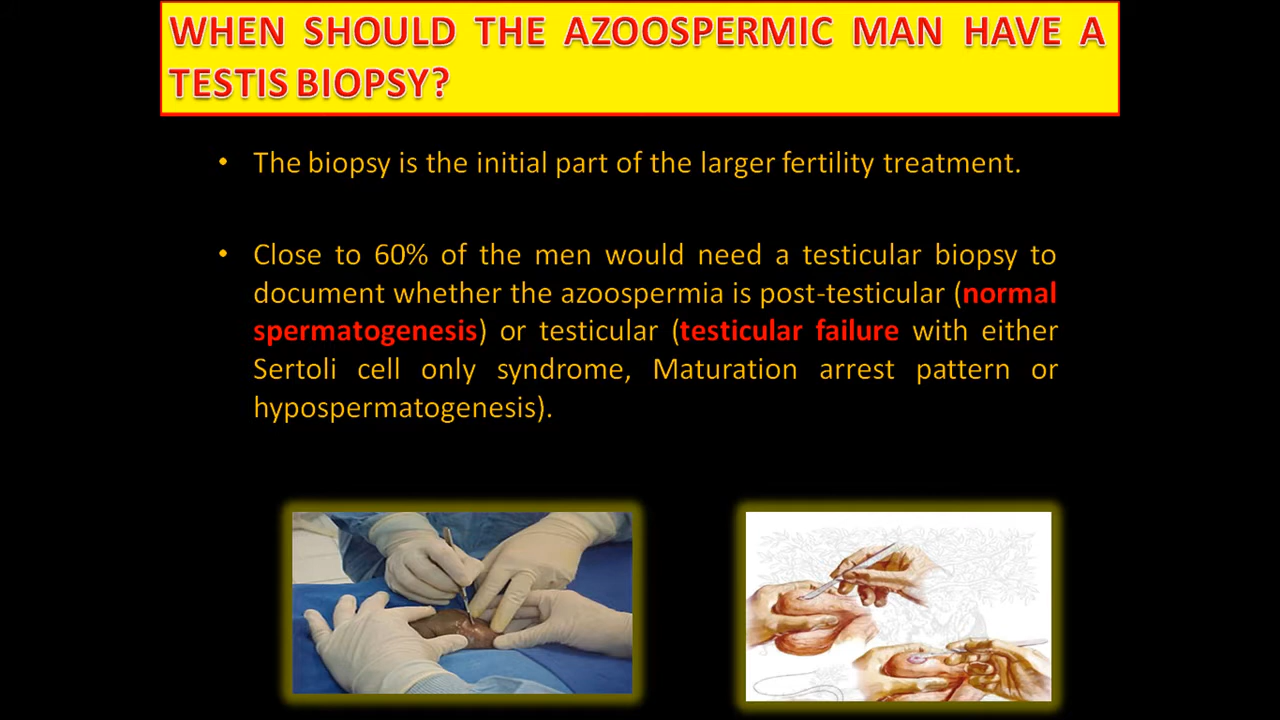 WHEN SHOULD THE AZOOSPERMIC MAN HAVE A
TESTIS BIOPSY?
• The biopsy is the initial part of the larger fertility treatment.
• Close to 60% of the men would need a testicular biopsy to
document whether the azoospermia is post-testicular (normal
spermatogenesis) or testicular (testicular failure with either
Sertoli cell only syndrome, Maturation arrest pattern or
hypospermatogenesis).